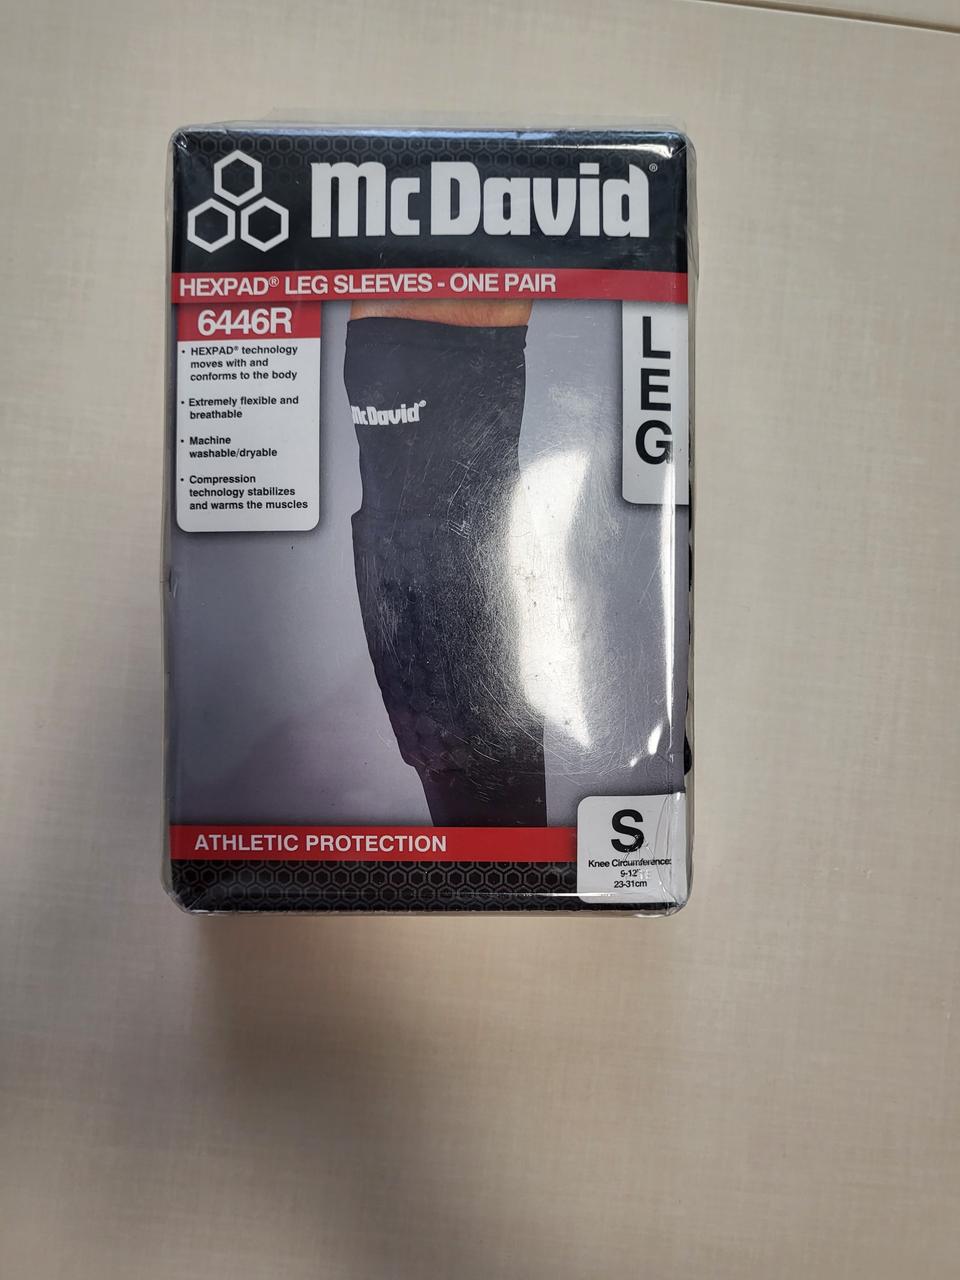 McDavid®
HEXPAD® LEG SLEEVES - ONE PAIR
6446R
• HEXPAD® technology
moves with and
conforms to the body
• Extremely flexible and
breathable
• Machine
washable/dryable
• Compression
technology stabilizes
and warms the muscles
McDavid®
LEG
ATHLETIC PROTECTION
S
Knee Circumference:
9-12"
23-31cm